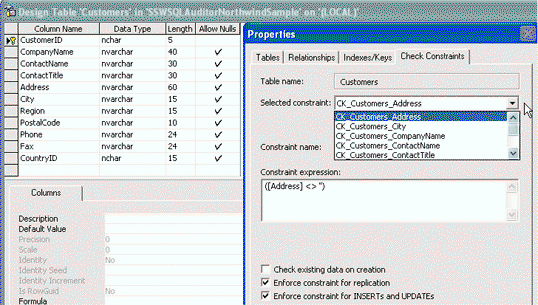 Design Table 'Customers' in 'SSWSQLAuditorNorthwindSample' on '(LOCAL)'
Column Name Data Type Length Allow Nulls
CustomerID nchar 5
CompanyName nvarchar 40
ContactName nvarchar 30
ContactTitle nvarchar 30
Address nvarchar 60
City nvarchar 15
Region nvarchar 15
PostalCode nvarchar 10
Phone nvarchar 24
Fax nvarchar 24
CountryID nchar 15
Columns
Description
Default Value
Precision 0
Scale 0
Identity No
Identity Seed
Identity Increment
Is RowGuid No
Formula
Properties
Tables Relationships Indexes/Keys Check Constraints
Table name: Customers
Selected constraint: CK_Customers_Address
CK_Customers_Address
CK_Customers_City
CK_Customers_CompanyName
CK_Customers_ContactName
CK_Customers_ContactTitle
Constraint name:
Constraint expression:
([Address] <> '')
Check existing data on creation
Enforce constraint for replication
Enforce constraint for INSERTs and UPDATEs